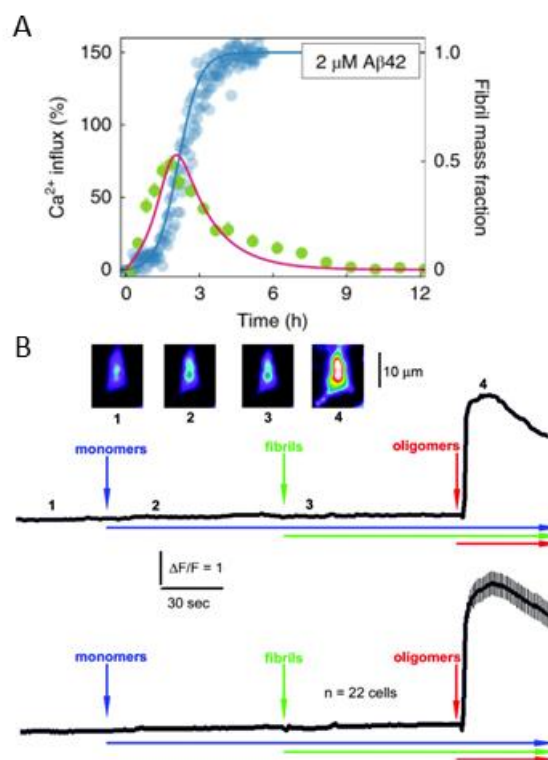 A
2 μM Aβ42
Ca²⁺ influx (%)
150
100
50
0
1.0
0.5
0
Fibril mass fraction
0 3 6 9 12
Time (h)
B
1 2 3 4
10 μm
4
monomers
fibrils
oligomers
1
2
3
ΔF/F = 1
30 sec
monomers
fibrils
oligomers
n = 22 cells